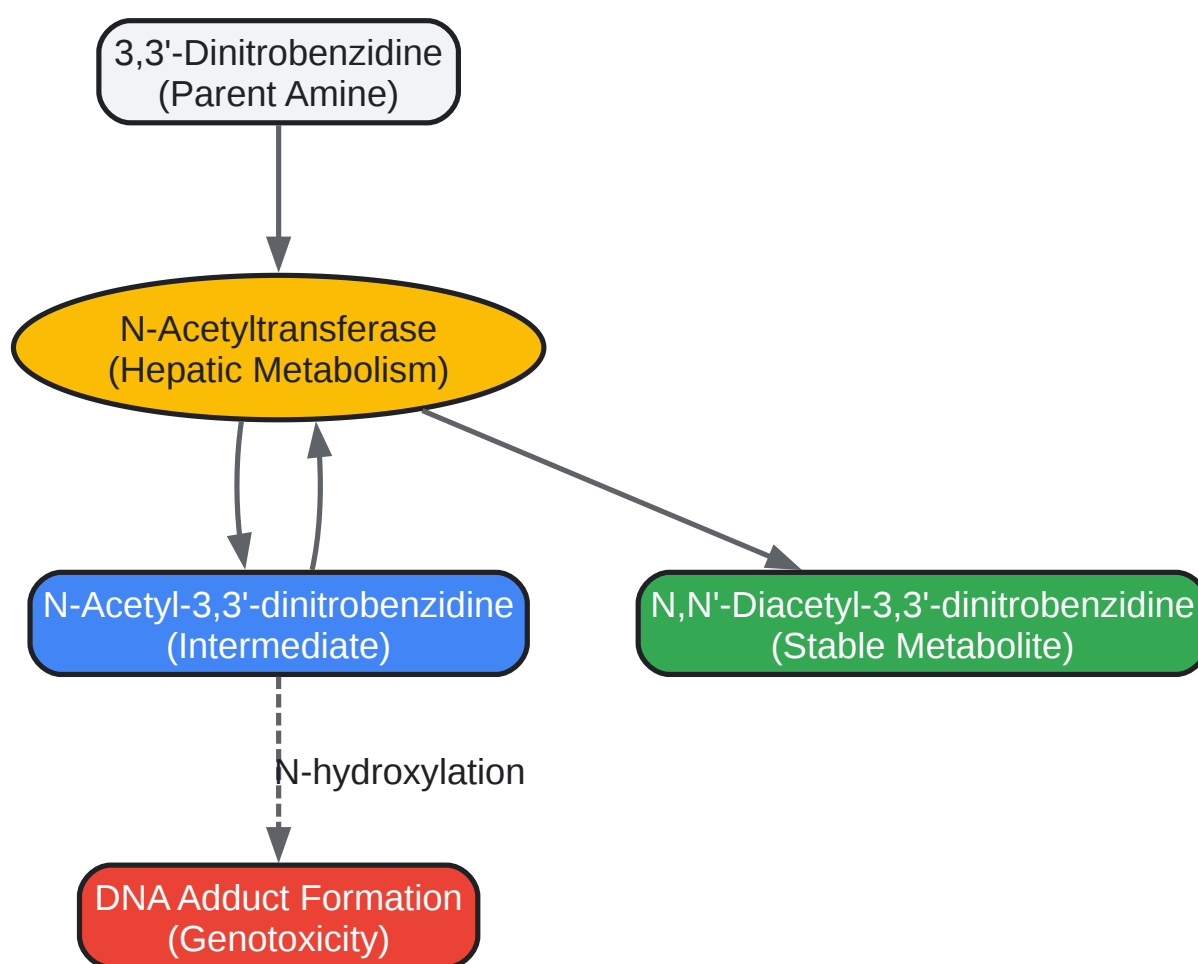 3,3'-Dinitrobenzidine
(Parent Amine)
N-Acetyltransferase
(Hepatic Metabolism)
N-Acetyl-3,3'-dinitrobenzidine
(Intermediate)
N,N'-Diacetyl-3,3'-dinitrobenzidine
(Stable Metabolite)
N-hydroxylation
DNA Adduct Formation
(Genotoxicity)